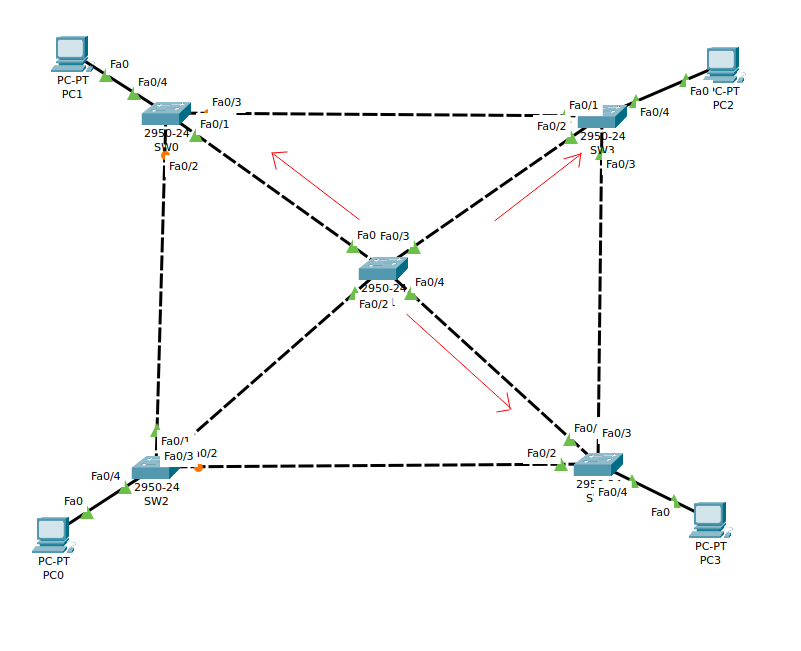 Fa0
PC-PT
PC1
Fa0/4
Fa0/3
2950-24
SW0
Fa0/1
Fa0/2
Fa0/1
Fa0/2
2950-24
SW3
Fa0/4
Fa0/3
Fa0
C-PT
PC2
Fa0
Fa0/3
2950-24
Fa0/2
Fa0/4
Fa0/1
Fa0/3
0/2
Fa0/4
2950-24
SW2
Fa0
PC-PT
PC0
Fa0/
Fa0/3
Fa0/2
295
S
Fa0/4
Fa0
PC-PT
PC3